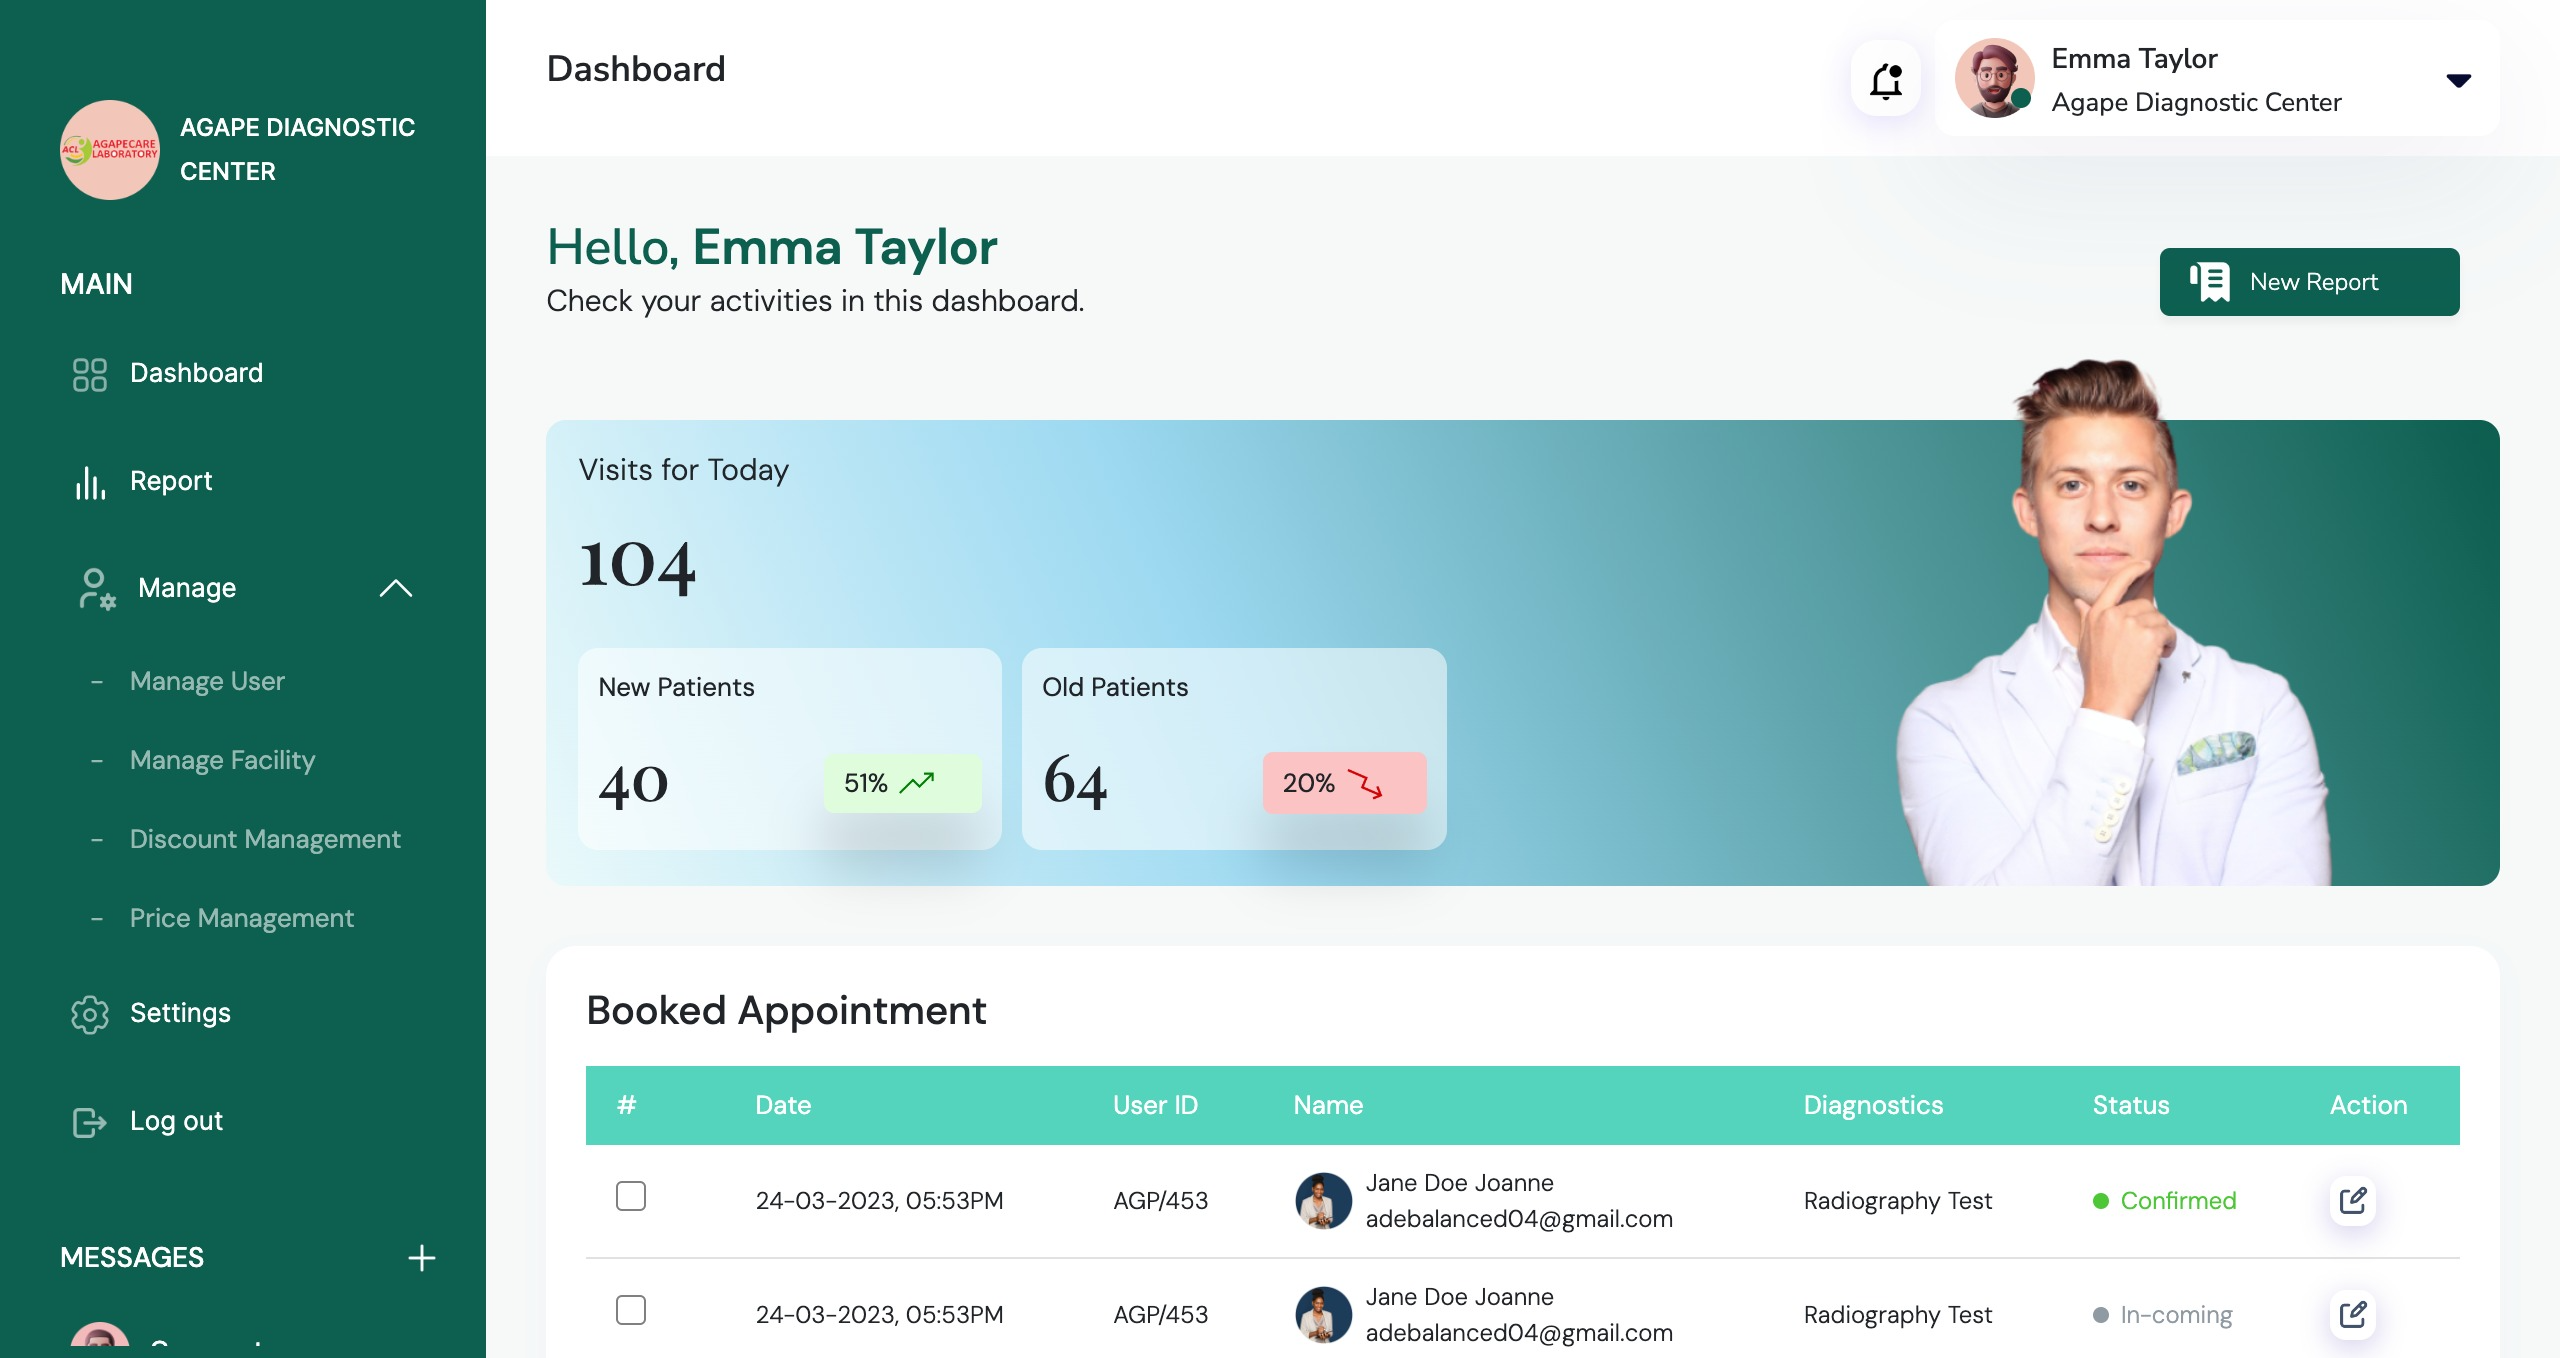 AGAPE DIAGNOSTIC
CENTER
ACL AGAPECARE
LABORATORY
MAIN
Dashboard
Report
Manage
- Manage User
- Manage Facility
- Discount Management
- Price Management
Settings
Log out
MESSAGES
Dashboard
Emma Taylor
Agape Diagnostic Center
Hello, Emma Taylor
Check your activities in this dashboard.
New Report
Visits for Today
104
New Patients
40
51%
Old Patients
64
20%
Booked Appointment
# Date User ID Name Diagnostics Status Action
24-03-2023, 05:53PM AGP/453 Jane Doe Joanne Radiography Test Confirmed
adebalanced04@gmail.com
24-03-2023, 05:53PM AGP/453 Jane Doe Joanne Radiography Test In-coming
adebalanced04@gmail.com